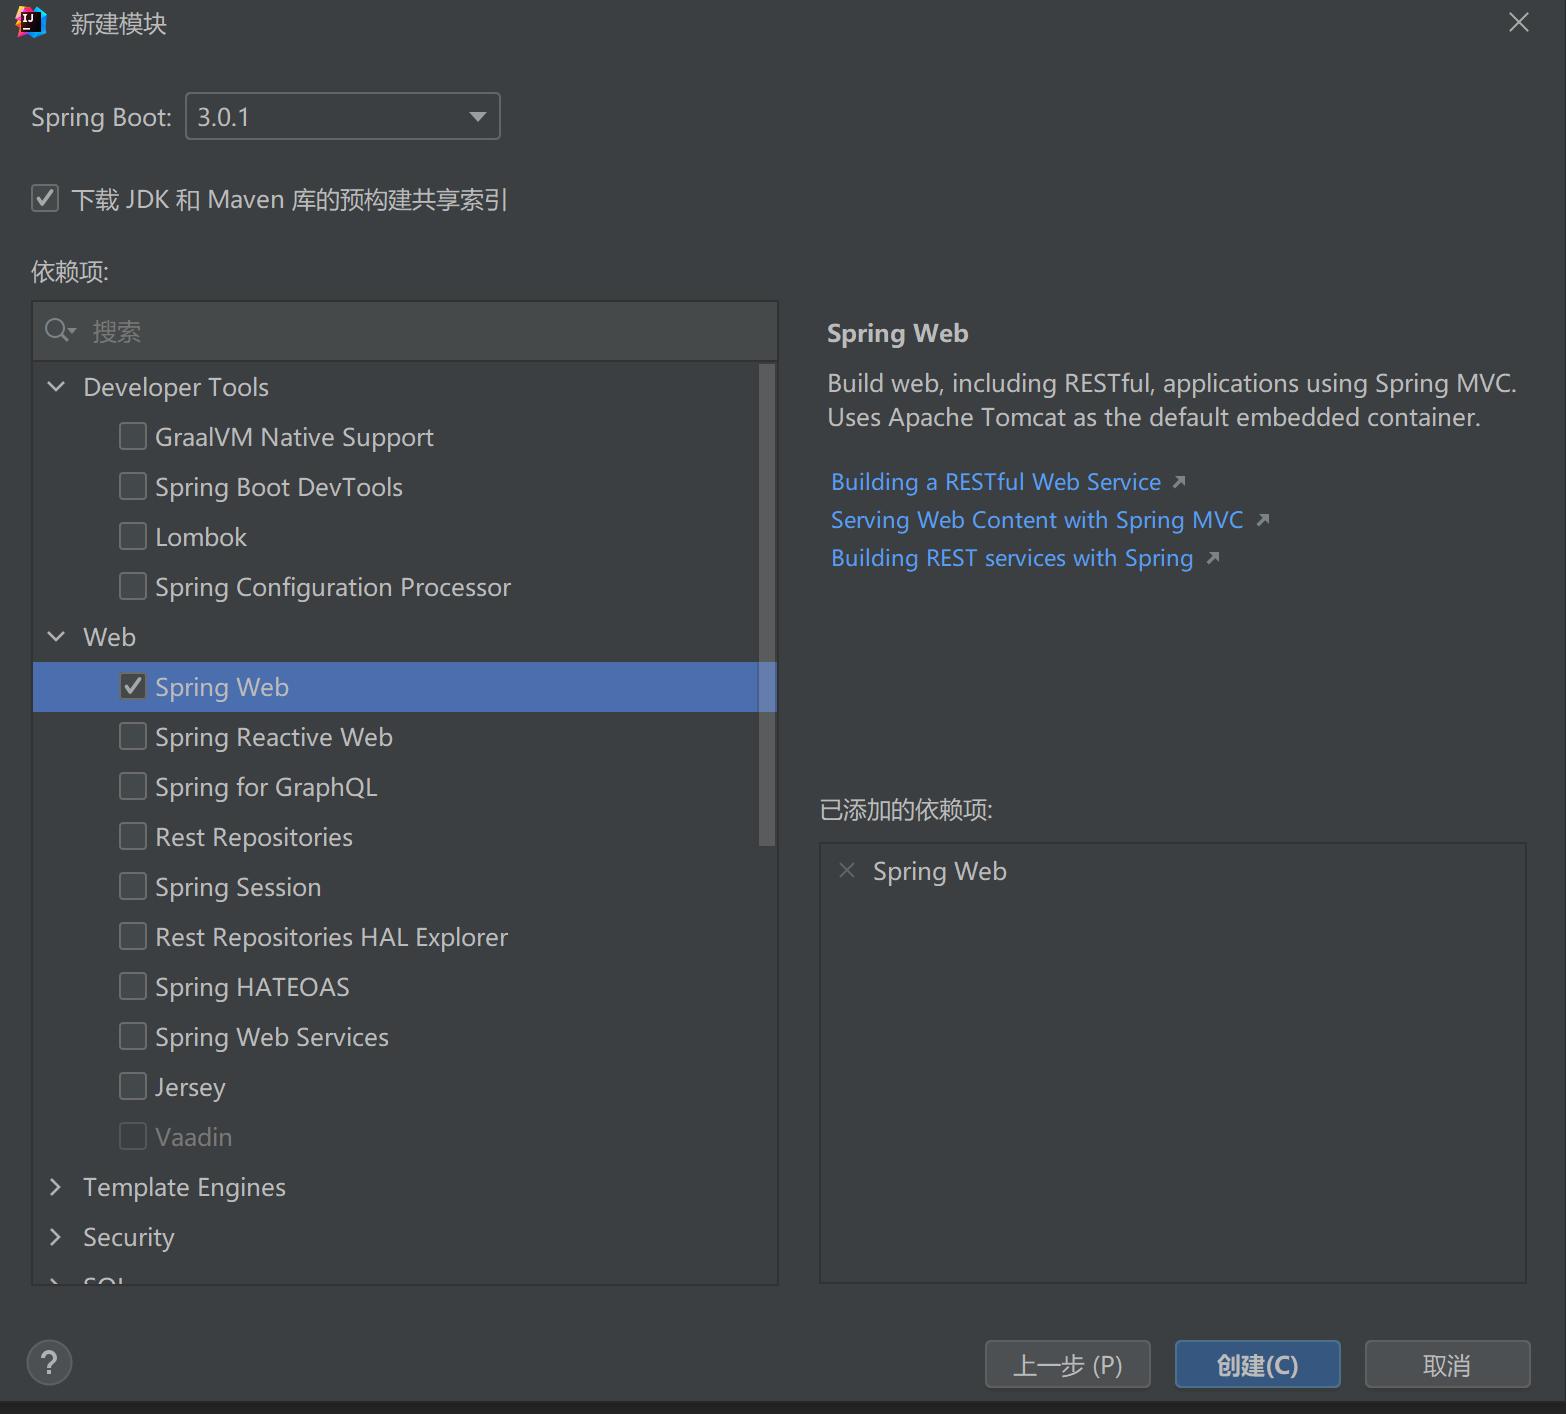 新建模块
Spring Boot: 3.0.1
下载 JDK 和 Maven 库的预构建共享索引
依赖项:
搜索
Developer Tools
GraalVM Native Support
Spring Boot DevTools
Lombok
Spring Configuration Processor
Web
Spring Web
Spring Reactive Web
Spring for GraphQL
Rest Repositories
Spring Session
Rest Repositories HAL Explorer
Spring HATEOAS
Spring Web Services
Jersey
Vaadin
Template Engines
Security
SQL
Spring Web
Build web, including RESTful, applications using Spring MVC.
Uses Apache Tomcat as the default embedded container.
Building a RESTful Web Service
Serving Web Content with Spring MVC
Building REST services with Spring
已添加的依赖项:
Spring Web
?
上一步 (P) 创建(C) 取消